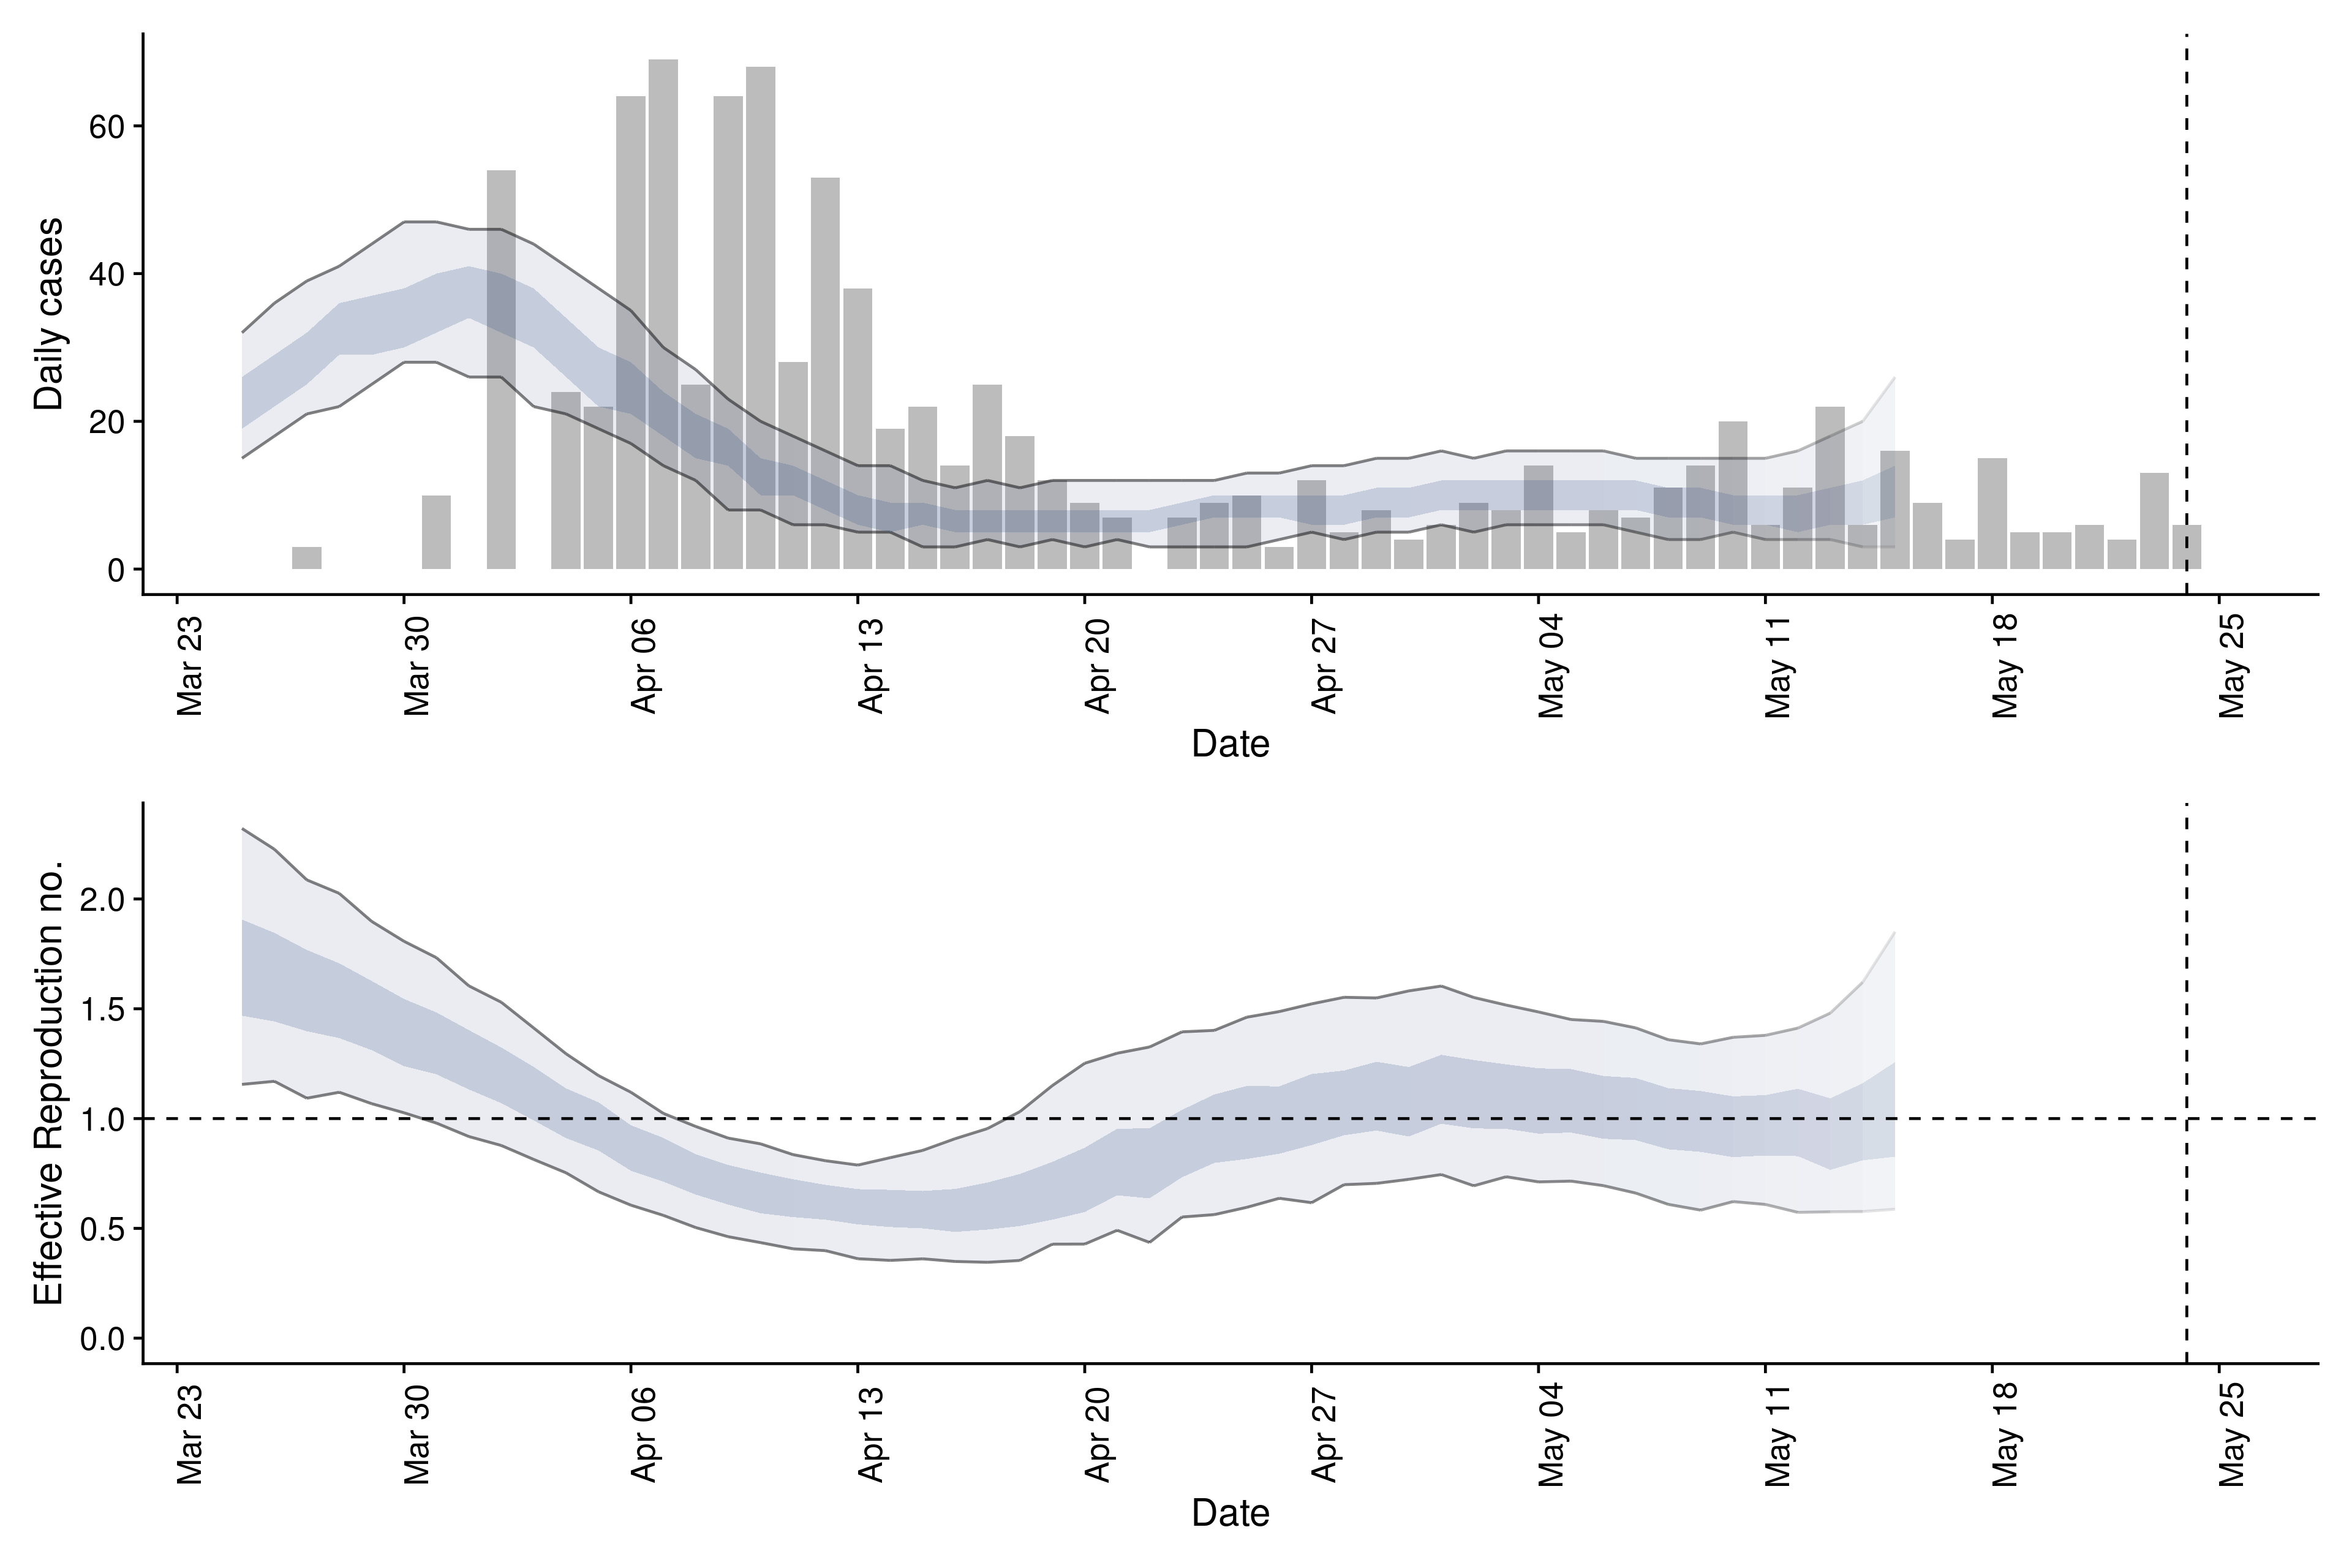 Daily cases
60
40
20
0
Mar 23
Mar 30
Apr 06
Apr 13
Apr 20
Apr 27
May 04
May 11
May 18
May 25
Date
Effective Reproduction no.
2.0
1.5
1.0
0.5
0.0
Mar 23
Mar 30
Apr 06
Apr 13
Apr 20
Apr 27
May 04
May 11
May 18
May 25
Date